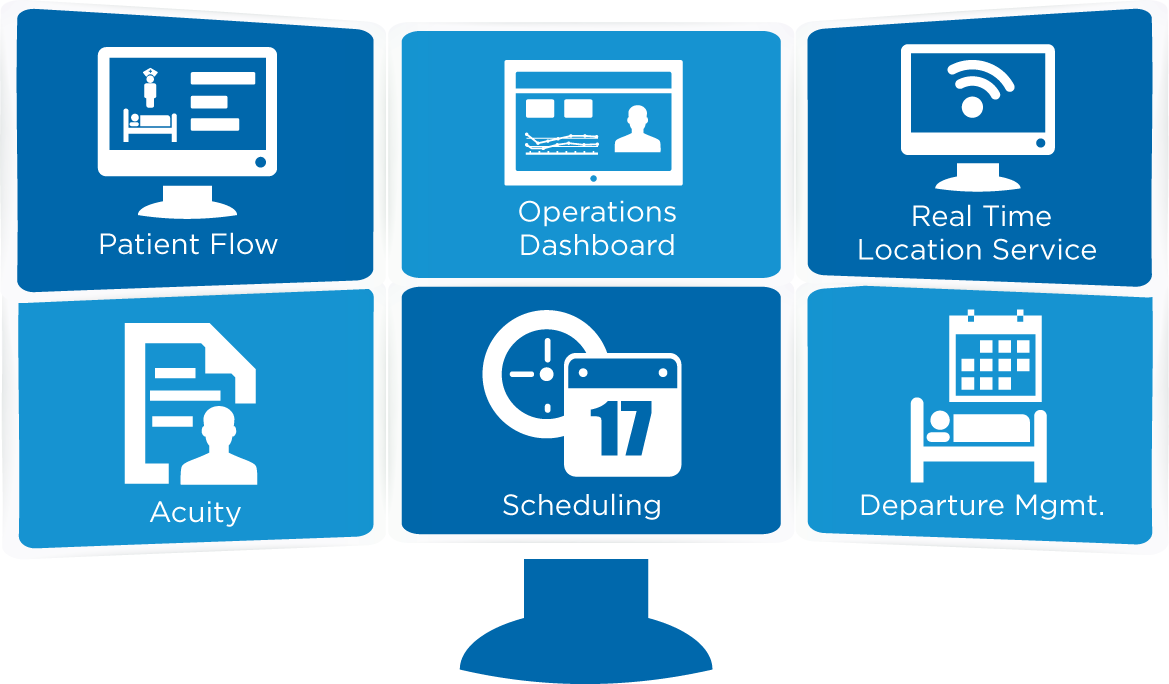 Patient Flow
Operations
Dashboard
Real Time
Location Service
Acuity
17
Scheduling
Departure Mgmt.